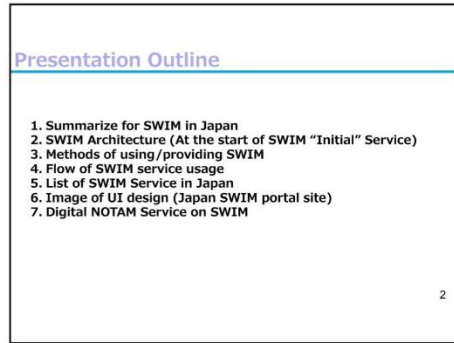 Presentation Outline
1. Summarize for SWIM in Japan
2. SWIM Architecture (At the start of SWIM “Initial” Service)
3. Methods of using/providing SWIM
4. Flow of SWIM service usage
5. List of SWIM Service in Japan
6. Image of UI design (Japan SWIM portal site)
7. Digital NOTAM Service on SWIM
2